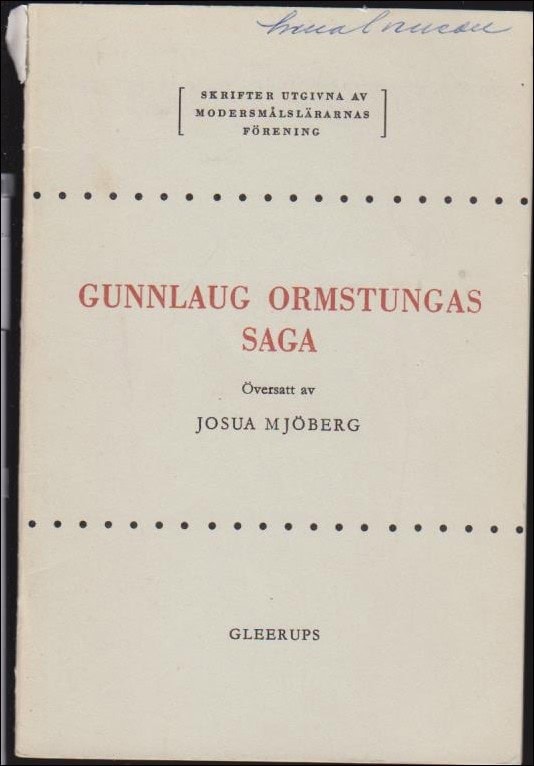 SKRIFTER UTGIVNA AV
MODERSMÅLSLÄRARNAS
FÖRENING
GUNNLAUG ORMSTUNGAS
SAGA
Översatt av
JOSUA MJÖBERG
GLEERUPS